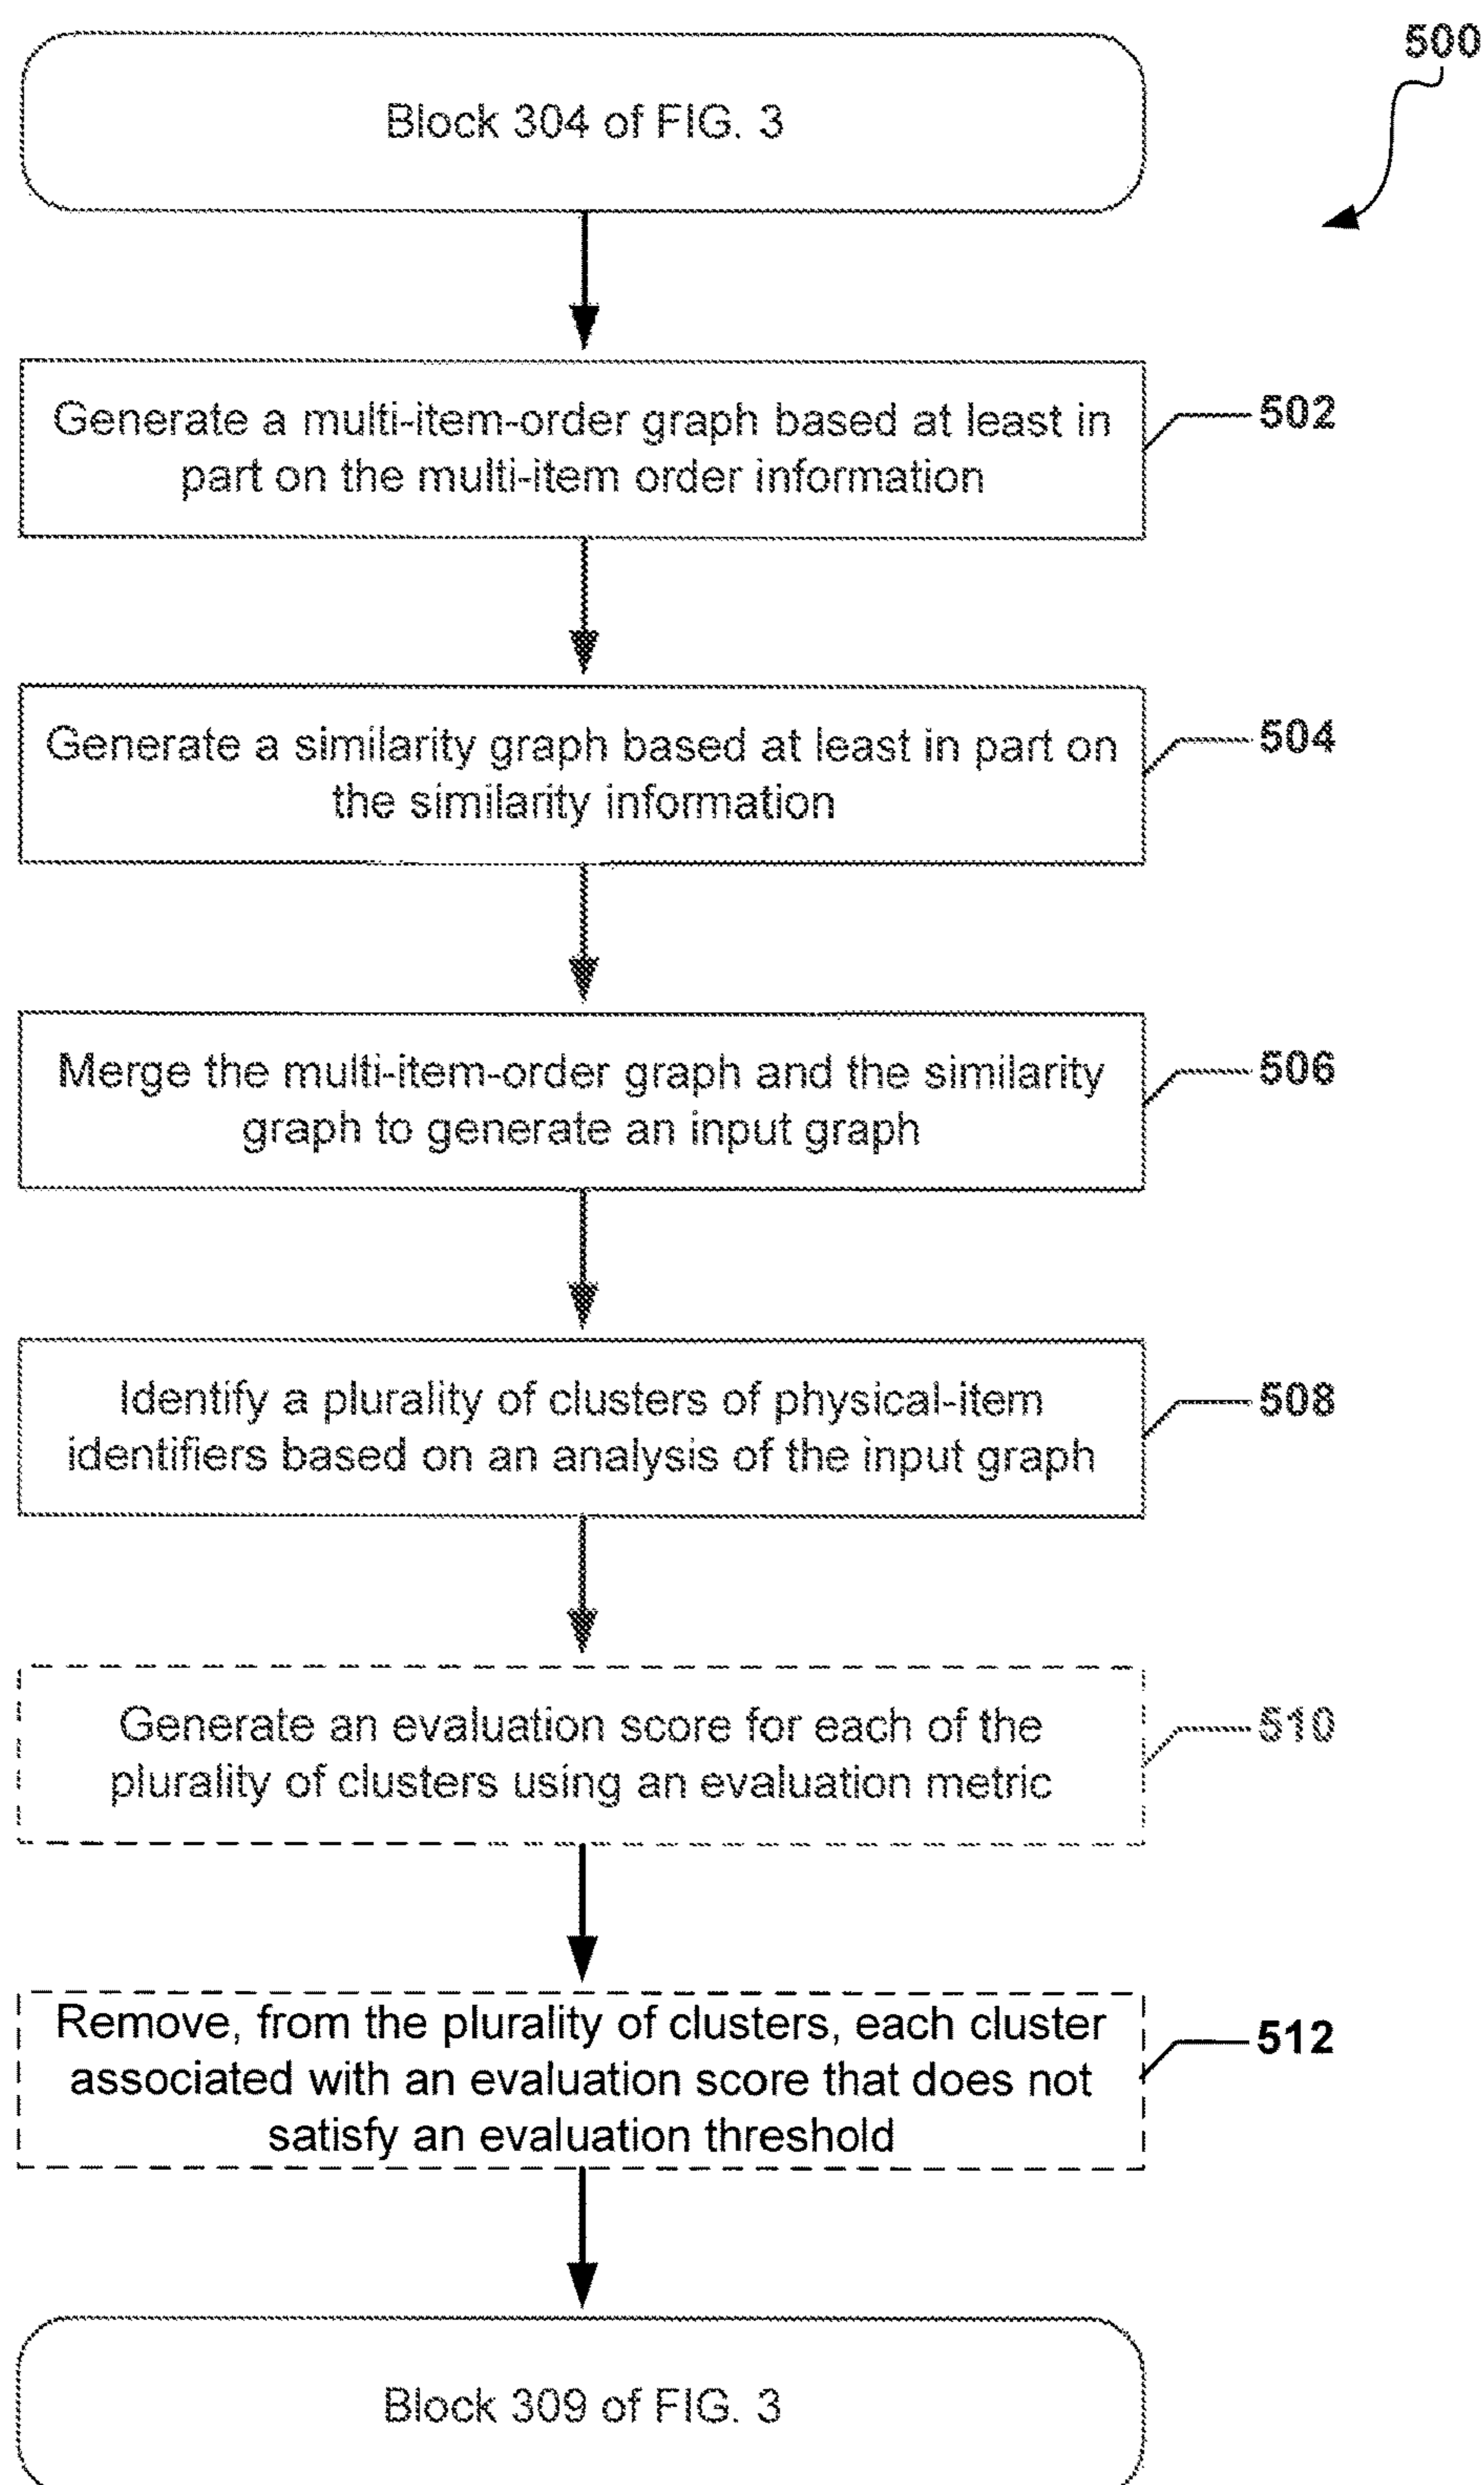 500
Block 304 of FIG. 3
Generate a multi-item-order graph based at least in
part on the multi-item order information
502
Generate a similarity graph based at least in part on
the similarity information
504
Merge the multi-item-order graph and the similarity
graph to generate an input graph
506
Identify a plurality of clusters of physical-item
identifiers based on an analysis of the input graph
508
Generate an evaluation score for each of the
plurality of clusters using an evaluation metric
510
Remove, from the plurality of clusters, each cluster
associated with an evaluation score that does not
satisfy an evaluation threshold
512
Block 309 of FIG. 3